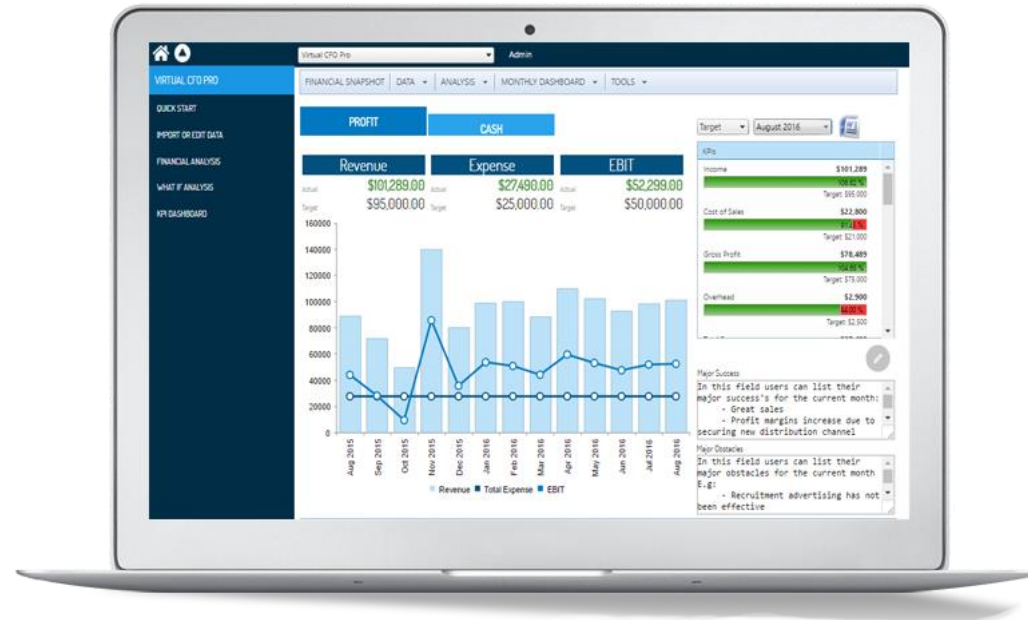 Virtual CFO Pro
Admin
VIRTUAL CFO PRO
FINANCIAL SNAPSHOT DATA ANALYSIS MONTHLY DASHBOARD TOOLS
QUICK START
IMPORT OR EDIT DATA
FINANCIAL ANALYSIS
WHAT IF ANALYSIS
KPI DASHBOARD
PROFIT
CASH
Target
August 2016
Revenue Expense EBIT
Actual $101,289.00 Actual $27,490.00 Actual $52,299.00
Target $95,000.00 Target $25,000.00 Target $50,000.00
160000
140000
120000
100000
80000
60000
40000
20000
0
Aug 2015
Sep 2015
Oct 2015
Nov 2015
Dec 2015
Jan 2016
Feb 2016
Mar 2016
Apr 2016
May 2016
Jun 2016
Jul 2016
Aug 2016
Revenue Total Expense EBIT
KPIs
Income $101,289
106.62 %
Target: $95,000
Cost of Sales $22,800
Target: $21,000
Gross Profit $78,489
Target: $75,000
Overhead $2,900
Target: $2,500
Major Success
In this field users can list their
major success's for the current month:
- Great sales
- Profit margins increase due to
securing new distribution channel
Major Obstacles
In this field users can list their
major obstacles for the current month
E.g:
- Recruitment advertising has not
been effective